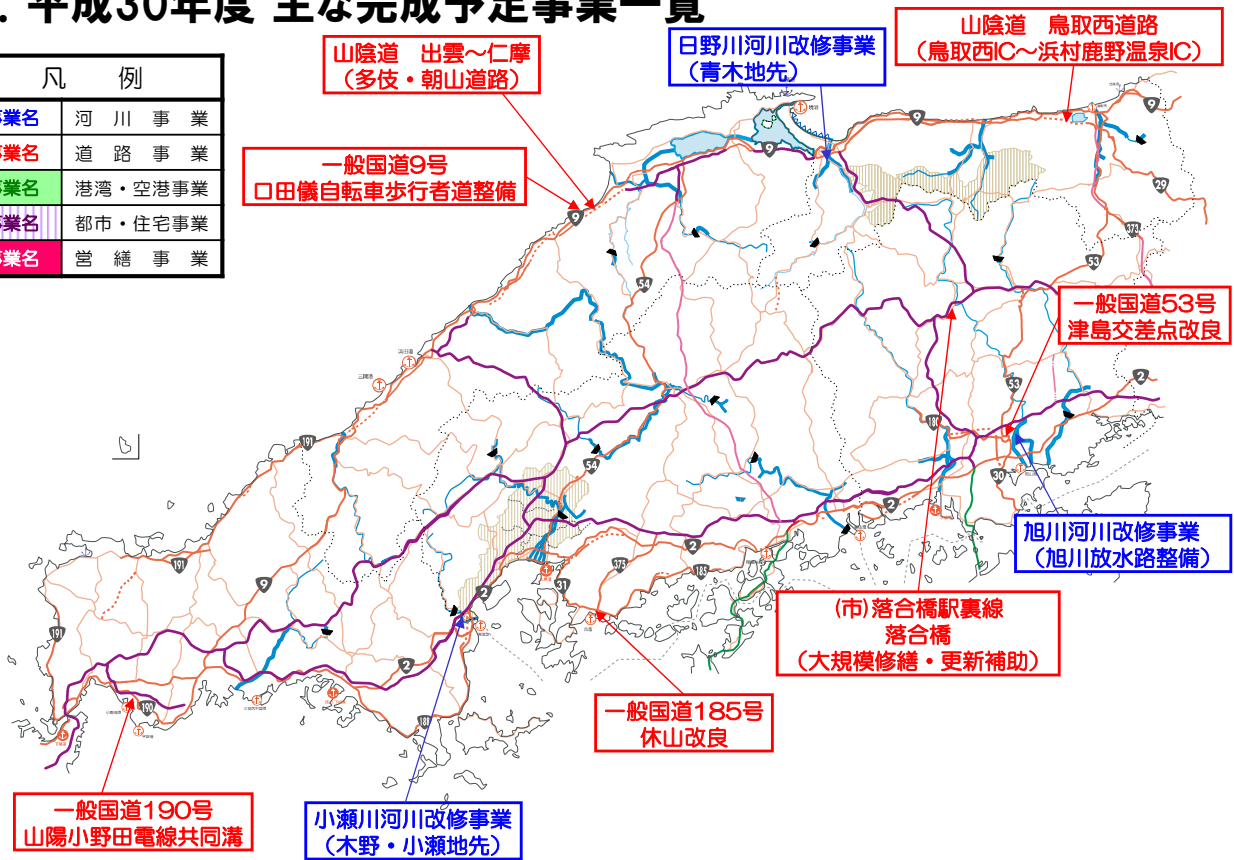 . 平成30年度 主な完成予定事業一覧
凡 例
業名 河川事業
業名 道路事業
業名 港湾・空港事業
業名 都市・住宅事業
業名 営繕事業
山陰道 出雲～仁摩
（多伎・朝山道路）
日野川河川改修事業
（青木地先）
山陰道 鳥取西道路
（鳥取西IC～浜村鹿野温泉IC）
一般国道9号
口田儀自転車歩行者道整備
一般国道53号
津島交差点改良
旭川河川改修事業
（旭川放水路整備）
(市)落合橋駅裏線
落合橋
（大規模修繕・更新補助）
一般国道185号
休山改良
小瀬川河川改修事業
（木野・小瀬地先）
一般国道190号
山陽小野田電線共同溝
9
9
9
29
373
53
9
54
53
2
180
30
2
54
2
375
185
31
2
191
191
9
191
2
190
188
浜田港
三隅港